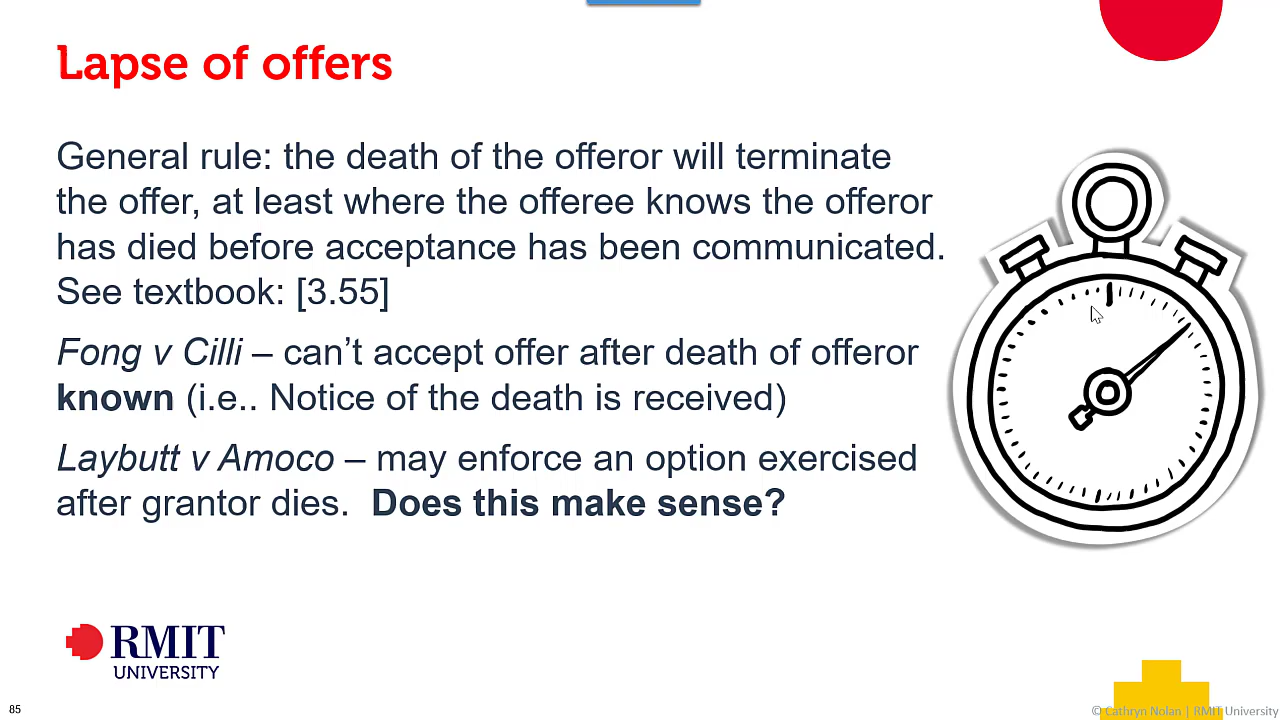 Lapse of offers
General rule: the death of the offeror will terminate
the offer, at least where the offeree knows the offeror
has died before acceptance has been communicated.
See textbook: [3.55]
Fong v Cilli – can’t accept offer after death of offeror
known (i.e.. Notice of the death is received)
Laybutt v Amoco – may enforce an option exercised
after grantor dies.  Does this make sense?
RMIT
UNIVERSITY
85
© Cathryn Nolan | RMIT University